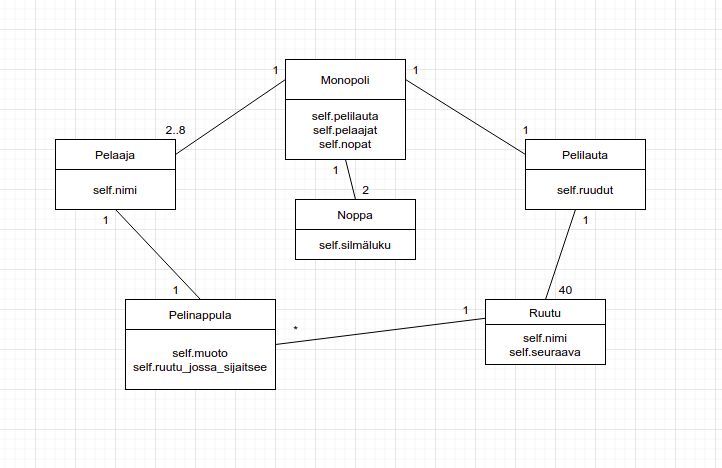 1
Monopoli
1
self.pelilauta
self.pelaajat
self.nopat
2..8
1
Pelaaja
self.nimi
1
1
2
Noppa
self.silmäluku
Pelilauta
self.ruudut
1
1
Pelinappula
self.muoto
self.ruutu_jossa_sijaitsee
*
1
40
Ruutu
self.nimi
self.seuraava